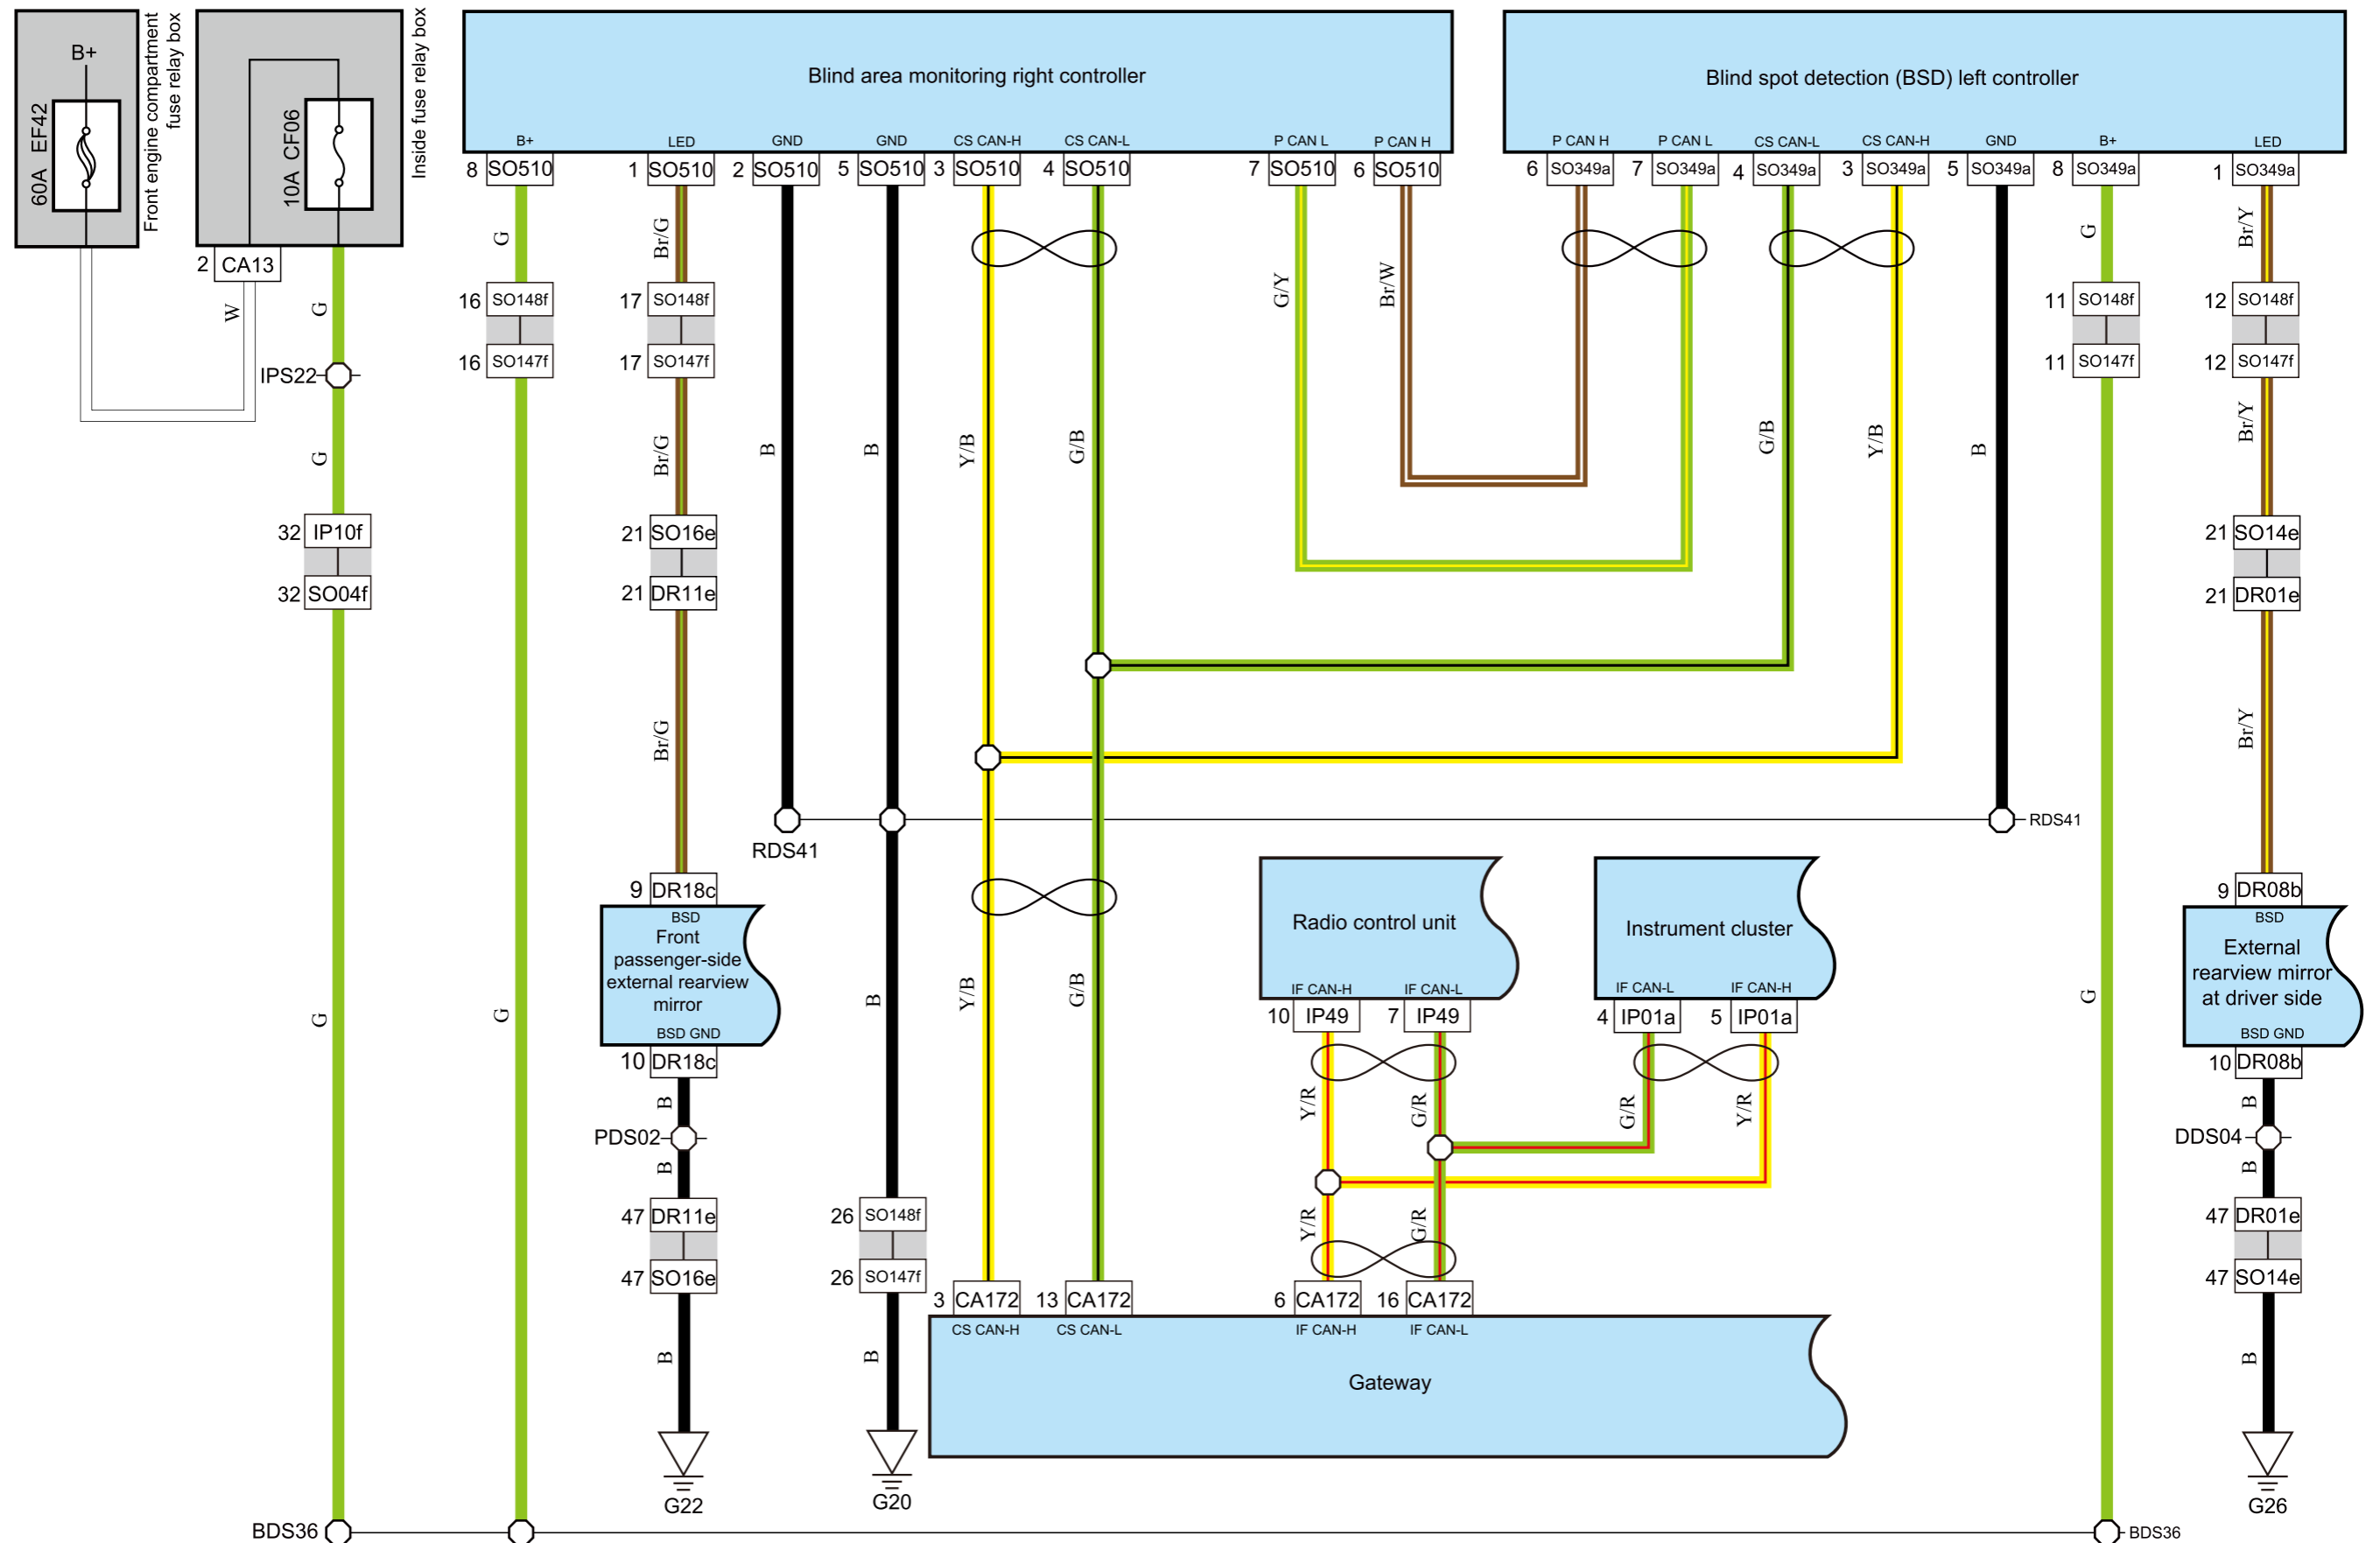 B+
60A EF42
Front engine compartment
fuse relay box
10A CF06
Inside fuse relay box
2 CA13
W
G
IPS22
G
32 IP10f
32 SO04f
G
BDS36
Blind area monitoring right controller
B+ LED GND GND CS CAN-H CS CAN-L P CAN L P CAN H
8 SO510 1 SO510 2 SO510 5 SO510 3 SO510 4 SO510 7 SO510 6 SO510
Blind spot detection (BSD) left controller
P CAN H P CAN L CS CAN-L CS CAN-H GND B+ LED
6 SO349a 7 SO349a 4 SO349a 3 SO349a 5 SO349a 8 SO349a 1 SO349a
G Br/G G/Y Br/W G Br/Y
16 SO148f 17 SO148f 11 SO148f 12 SO148f
16 SO147f 17 SO147f 11 SO147f 12 SO147f
Br/G B B Y/B G/B G/B Y/B B Br/Y
21 SO16e 21 SO14e
21 DR11e 21 DR01e
Br/G Br/Y
RDS41 RDS41
9 DR18c
BSD
Front
passenger-side
external rearview
mirror
BSD GND
10 DR18c
B
PDS02
B
47 DR11e
47 SO16e
B
G22
G
B
26 SO148f
26 SO147f
B
G20
Y/B G/B
Radio control unit
IF CAN-H IF CAN-L
10 IP49 7 IP49
Instrument cluster
IF CAN-L IF CAN-H
4 IP01a 5 IP01a
Y/R G/R G/R Y/R
Y/R G/R
3 CA172 13 CA172 6 CA172 16 CA172
CS CAN-H CS CAN-L IF CAN-H IF CAN-L
Gateway
G
9 DR08b
BSD
External
rearview mirror
at driver side
BSD GND
10 DR08b
B
DDS04
B
47 DR01e
47 SO14e
B
G26
BDS36